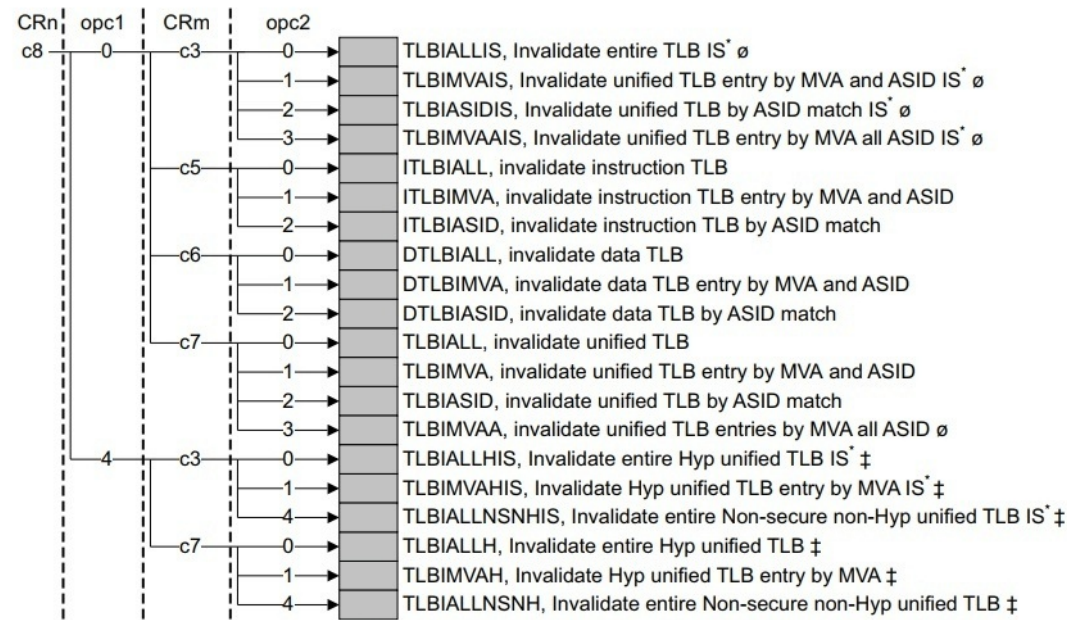 CRn opc1 CRm opc2
c8 0 c3 0 TLBIALLIS, Invalidate entire TLB IS* ø
1 TLBIMVAIS, Invalidate unified TLB entry by MVA and ASID IS* ø
2 TLBIASIDIS, Invalidate unified TLB by ASID match IS* ø
3 TLBIMVAAIS, Invalidate unified TLB entry by MVA all ASID IS* ø
c5 0 ITLBIALL, invalidate instruction TLB
1 ITLBIMVA, invalidate instruction TLB entry by MVA and ASID
2 ITLBIASID, invalidate instruction TLB by ASID match
c6 0 DTLBIALL, invalidate data TLB
1 DTLBIMVA, invalidate data TLB entry by MVA and ASID
2 DTLBIASID, invalidate data TLB by ASID match
c7 0 TLBIALL, invalidate unified TLB
1 TLBIMVA, invalidate unified TLB entry by MVA and ASID
2 TLBIASID, invalidate unified TLB by ASID match
3 TLBIMVAA, invalidate unified TLB entries by MVA all ASID ø
4 c3 0 TLBIALLHIS, Invalidate entire Hyp unified TLB IS* ‡
1 TLBIMVAHIS, Invalidate Hyp unified TLB entry by MVA IS* ‡
4 TLBIALLNSNHIS, Invalidate entire Non-secure non-Hyp unified TLB IS* ‡
c7 0 TLBIALLH, Invalidate entire Hyp unified TLB ‡
1 TLBIMVAH, Invalidate Hyp unified TLB entry by MVA ‡
4 TLBIALLNSNH, Invalidate entire Non-secure non-Hyp unified TLB ‡